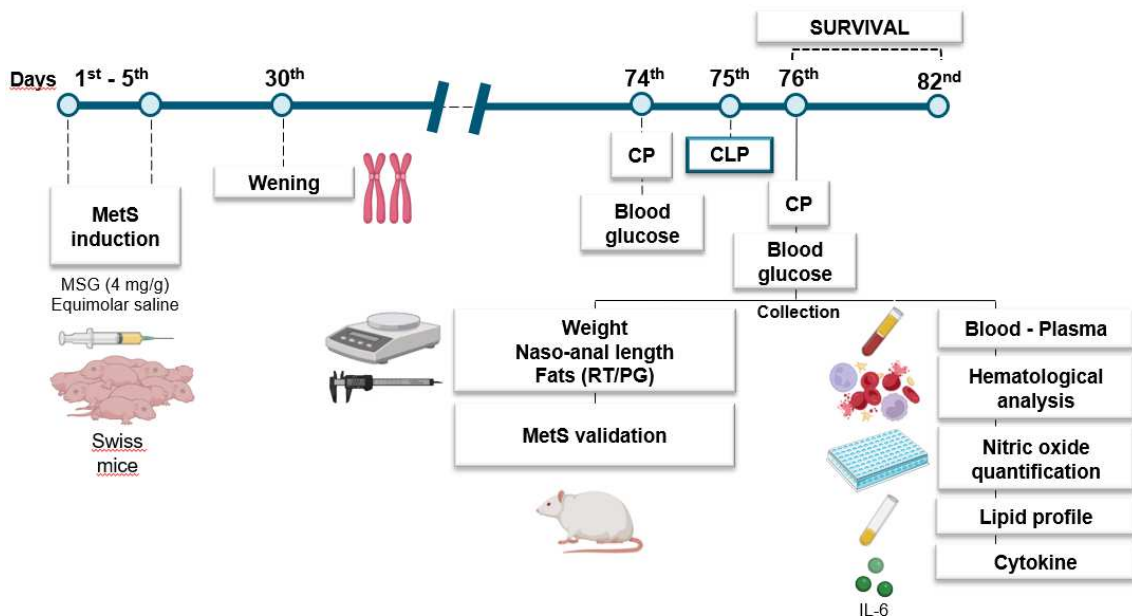 SURVIVAL
Days
1st - 5th
30th
74th
75th
76th
82nd
MetS
induction
MSG (4 mg/g)
Equimolar saline
Swiss
mice
Wening
CP
Blood
glucose
CLP
CP
Blood
glucose
Collection
Weight
Naso-anal length
Fats (RT/PG)
MetS validation
Blood - Plasma
Hematological
analysis
Nitric oxide
quantification
Lipid profile
Cytokine
IL-6